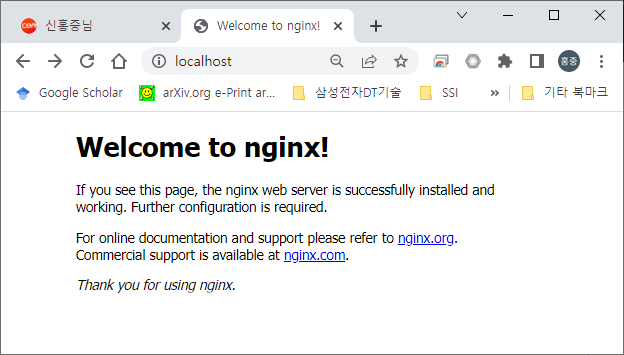 신홍중님
Welcome to nginx!
localhost
홍중
Google Scholar
arXiv.org e-Print ar...
삼성전자DT기술
SSI
»
기타 북마크
Welcome to nginx!
If you see this page, the nginx web server is successfully installed and
working. Further configuration is required.
For online documentation and support please refer to nginx.org.
Commercial support is available at nginx.com.
Thank you for using nginx.